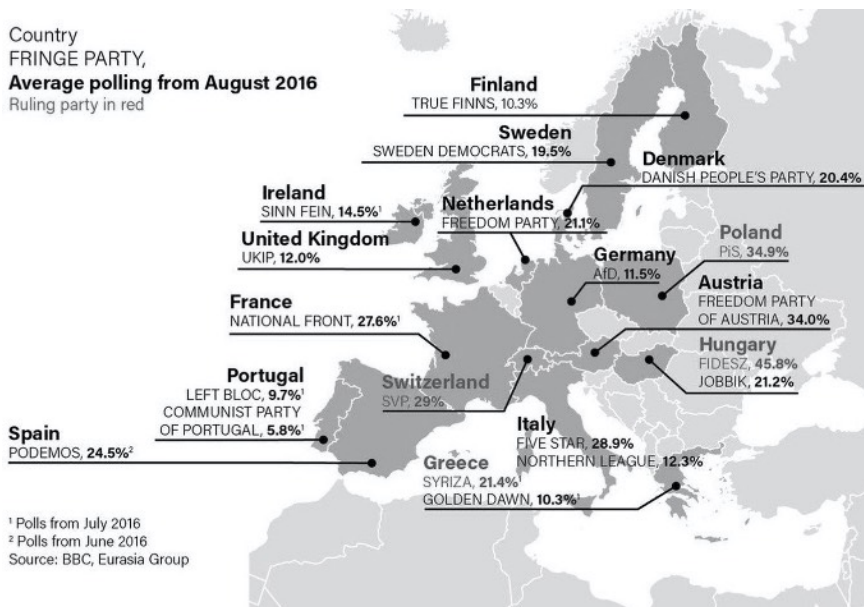 Country
FRINGE PARTY,
Average polling from August 2016
Ruling party in red
Finland
TRUE FINNS, 10.3%
Sweden
SWEDEN DEMOCRATS, 19.5%
Denmark
DANISH PEOPLE'S PARTY, 20.4%
Ireland
SINN FEIN, 14.5%¹
Netherlands
FREEDOM PARTY, 21.1%
United Kingdom
UKIP, 12.0%
Germany
AfD, 11.5%
Poland
PiS, 34.9%
Austria
FREEDOM PARTY
OF AUSTRIA, 34.0%
France
NATIONAL FRONT, 27.6%¹
Hungary
FIDESZ, 45.8%
JOBBIK, 21.2%
Switzerland
SVP, 29%
Portugal
LEFT BLOC, 9.7%¹
COMMUNIST PARTY
OF PORTUGAL, 5.8%¹
Spain
PODEMOS, 24.5%²
Italy
FIVE STAR, 28.9%
NORTHERN LEAGUE, 12.3%
Greece
SYRIZA, 21.4%¹
GOLDEN DAWN, 10.3%¹
¹ Polls from July 2016
² Polls from June 2016
Source: BBC, Eurasia Group